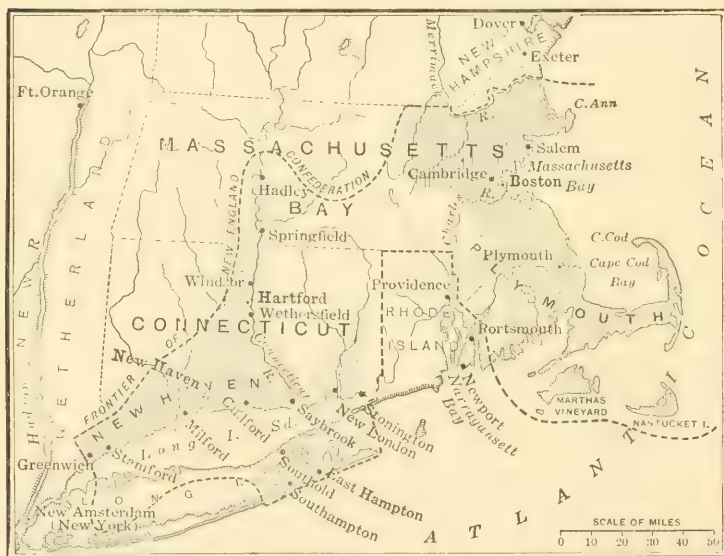 Dover
NEW HAMPSHIRE
Exeter
Merrimack
R.
Ft. Orange
C. Ann
MASSACHUSETTS
BAY
Salem
Massachusetts
Bay
Cambridge
Boston
Charles
R.
FRONTIER OF NEW ENGLAND CONFEDERATION
Hadley
Springfield
Windsor
Hartford
Wethersfield
CONNECTICUT
Connecticut
R.
PLYMOUTH
Plymouth
C. Cod
Cape Cod
Bay
Providence
RHODE
ISLAND
Portsmouth
Newport
Narragansett
Bay
MARTHAS
VINEYARD
NANTUCKET I.
Hudson R.
NEW NETHERLAND
NEW HAVEN
New Haven
Guilford
Saybrook
New London
Stonington
Milford
Stamford
Greenwich
Long I. Sd.
LONG
Southold
East Hampton
Southampton
New Amsterdam
(New York)
ATLANTIC OCEAN
SCALE OF MILES
0 10 20 30 40 50